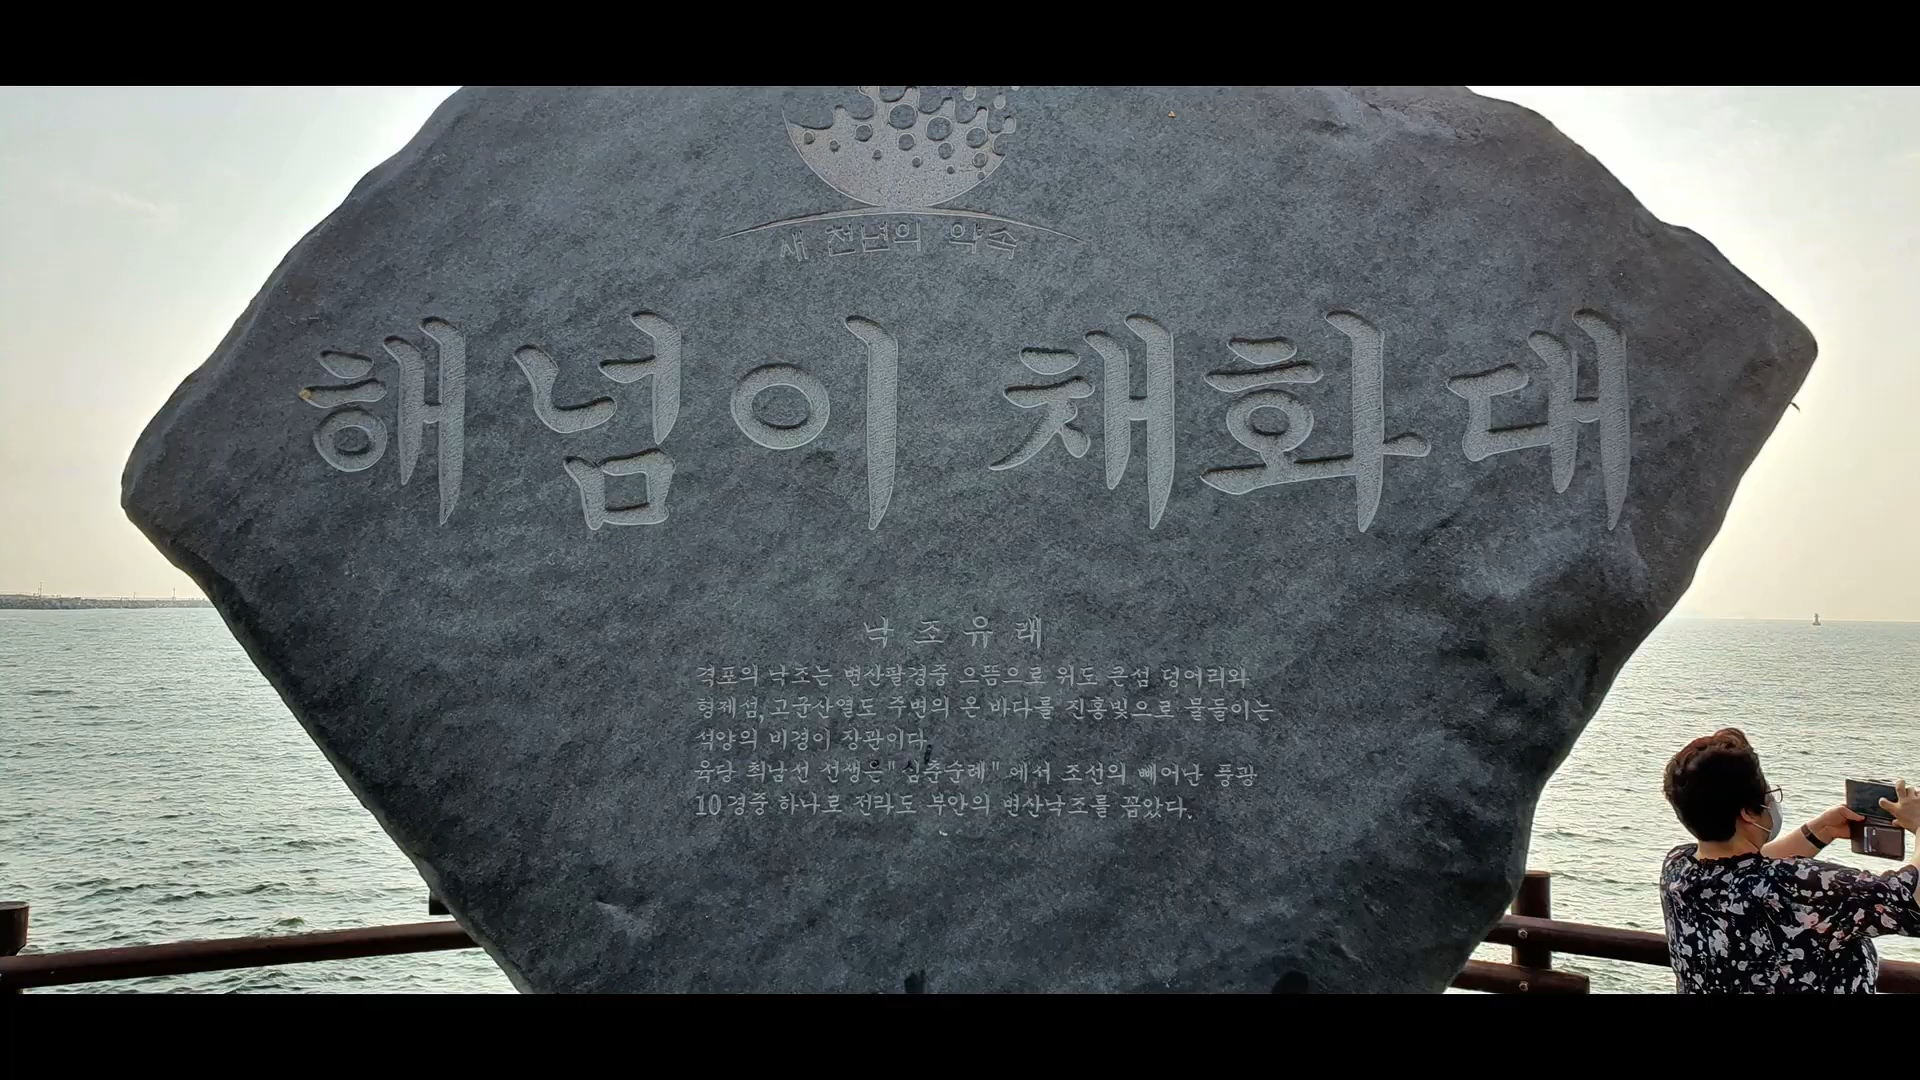 새 천년의 약속
해넘이 채화대
낙조유래
격포의 낙조는 변산팔경중 으뜸으로 위도 큰섬 덩어리와
형제섬, 고군산열도 주변의 온 바다를 진홍빛으로 물들이는
석양의 비경이 장관이다.
육당 최남선 선생은 "심춘순례" 에서 조선의 빼어난 풍광
10경중 하나로 전라도 부안의 변산낙조를 꼽았다.